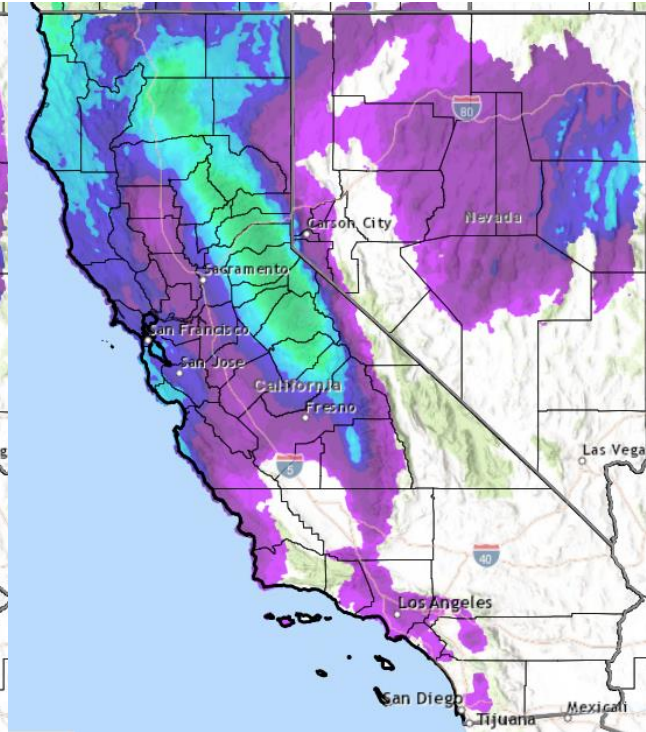 80
Nevada
Carson City
Sacramento
San Francisco
San Jose
California
Fresno
5
Las Vega
40
Los Angeles
San Diego
Mexicali
Tijuana